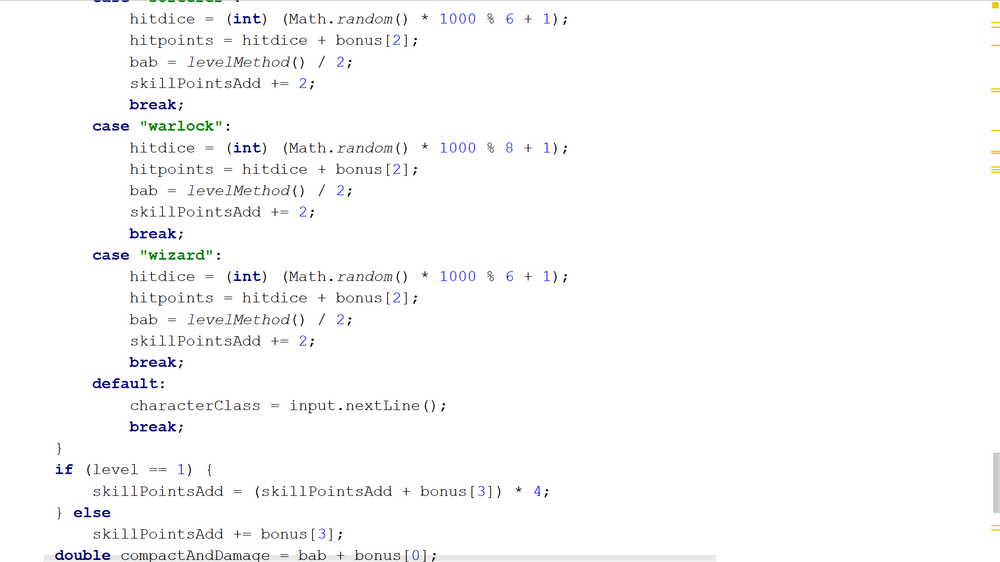 case "sorcerer":
hitdice = (int) (Math.random() * 1000 % 6 + 1);
hitpoints = hitdice + bonus[2];
bab = levelMethod() / 2;
skillPointsAdd += 2;
break;
case "warlock":
hitdice = (int) (Math.random() * 1000 % 8 + 1);
hitpoints = hitdice + bonus[2];
bab = levelMethod() / 2;
skillPointsAdd += 2;
break;
case "wizard":
hitdice = (int) (Math.random() * 1000 % 6 + 1);
hitpoints = hitdice + bonus[2];
bab = levelMethod() / 2;
skillPointsAdd += 2;
break;
default:
characterClass = input.nextLine();
break;
}
if (level == 1) {
skillPointsAdd = (skillPointsAdd + bonus[3]) * 4;
} else
skillPointsAdd += bonus[3];
double compactAndDamage = bab + bonus[0];